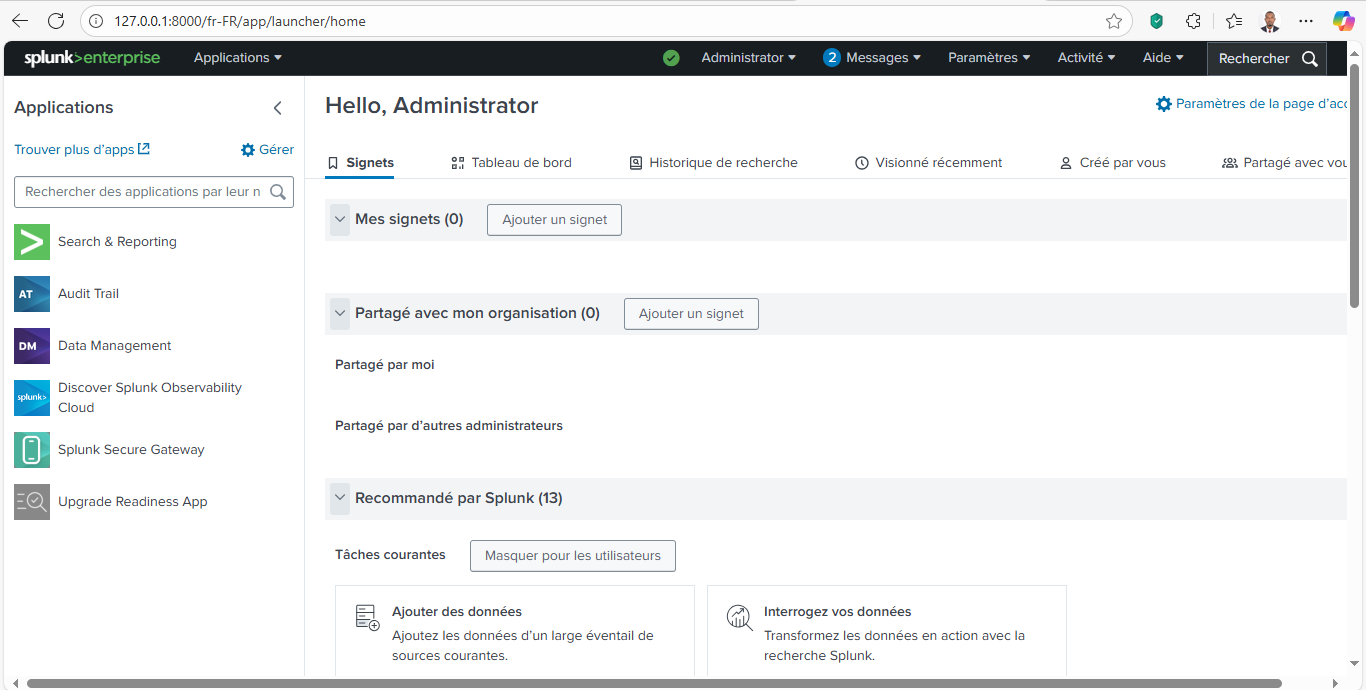 127.0.0.1:8000/fr-FR/app/launcher/home
splunk>enterprise Applications Administrator 2 Messages Paramètres Activité Aide Rechercher
Applications
Trouver plus d'apps Gérer
Rechercher des applications par leur n
Search & Reporting
AT Audit Trail
DM Data Management
splunk> Discover Splunk Observability
Cloud
Splunk Secure Gateway
Upgrade Readiness App
Hello, Administrator
Paramètres de la page d'acc
Signets Tableau de bord Historique de recherche Visionné récemment Créé par vous Partagé avec vou
Mes signets (0) Ajouter un signet
Partagé avec mon organisation (0) Ajouter un signet
Partagé par moi
Partagé par d'autres administrateurs
Recommandé par Splunk (13)
Tâches courantes Masquer pour les utilisateurs
Ajouter des données
Ajoutez les données d'un large éventail de
sources courantes.
Interrogez vos données
Transformez les données en action avec la
recherche Splunk.